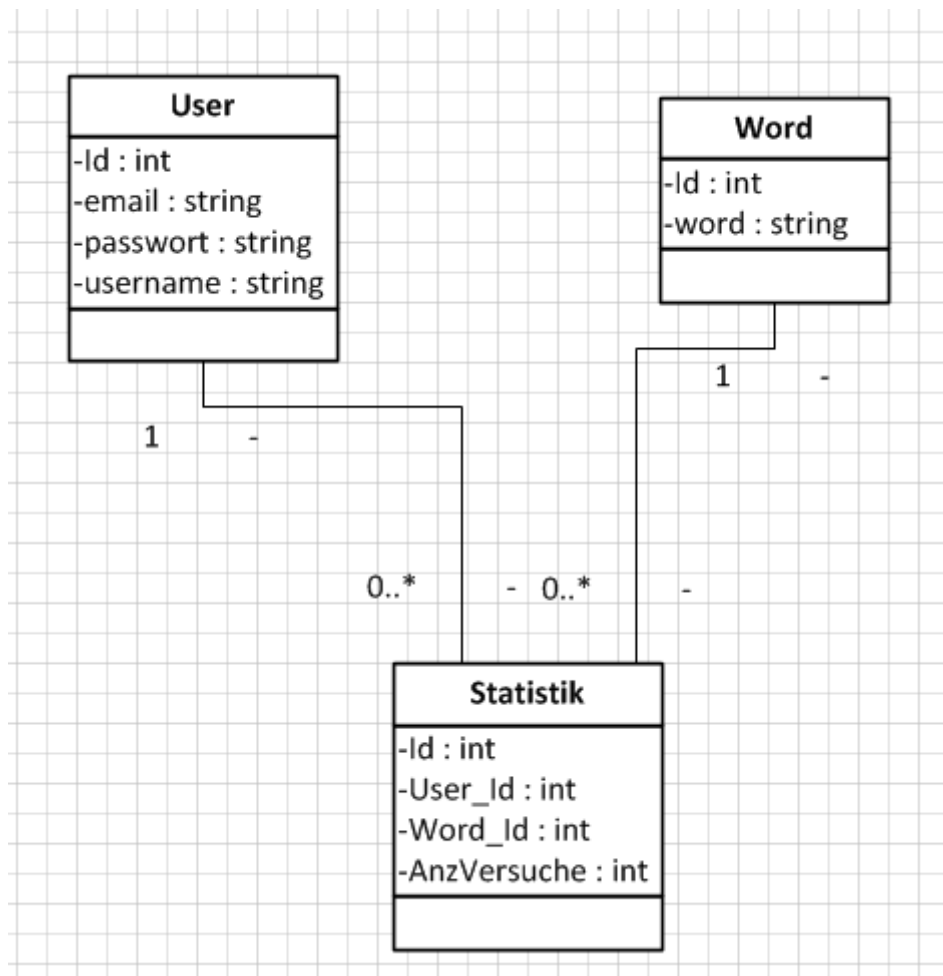 User
-Id : int
-email : string
-passwort : string
-username : string
Word
-Id : int
-word : string
1 -
1 -
0..* - 0..* -
Statistik
-Id : int
-User_Id : int
-Word_Id : int
-AnzVersuche : int